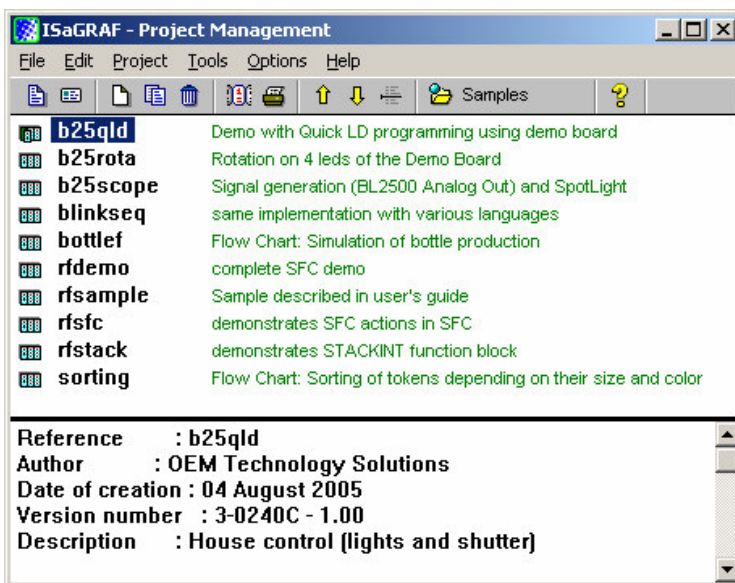 ISaGRAF - Project Management
File Edit Project Tools Options Help
Samples
b25qld Demo with Quick LD programming using demo board
b25rota Rotation on 4 leds of the Demo Board
b25scope Signal generation (BL2500 Analog Out) and SpotLight
blinkseq same implementation with various languages
bottlef Flow Chart: Simulation of bottle production
rfdemo complete SFC demo
rfsample Sample described in user's guide
rfsfc demonstrates SFC actions in SFC
rfstack demonstrates STACKINT function block
sorting Flow Chart: Sorting of tokens depending on their size and color
Reference : b25qld
Author : OEM Technology Solutions
Date of creation : 04 August 2005
Version number : 3-0240C - 1.00
Description : House control (lights and shutter)